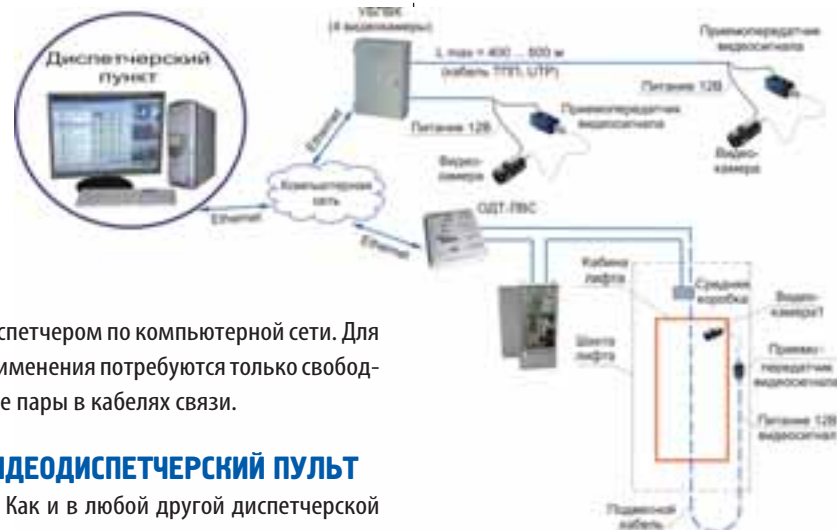 (4 видеокамеры)
Диспетчерский
пункт
L max = 400 ... 800 м
(кабель ТПП, UTP)
Приемопередатчик
видеосигнала
Питание 12В
Приемопередатчик
видеосигнала
Питание 12В
Видео-
камера
Видео-
камера
Ethernet
Компьютерная
сеть
Ethernet
Ethernet
ОДТ-ЛВС
Кабина
лифта
Средняя
коробка
Видео-
камера1
Шахта
лифта
Приемо-
передатчик
видеосигнала
Питание 12В
видеосигнал
Подвесной
кабель
спетчером по компьютерной сети. Для
именения потребуются только свобод-
е пары в кабелях связи.
ИДЕОДИСПЕТЧЕРСКИЙ ПУЛЬТ
Как и в любой другой диспетчерской